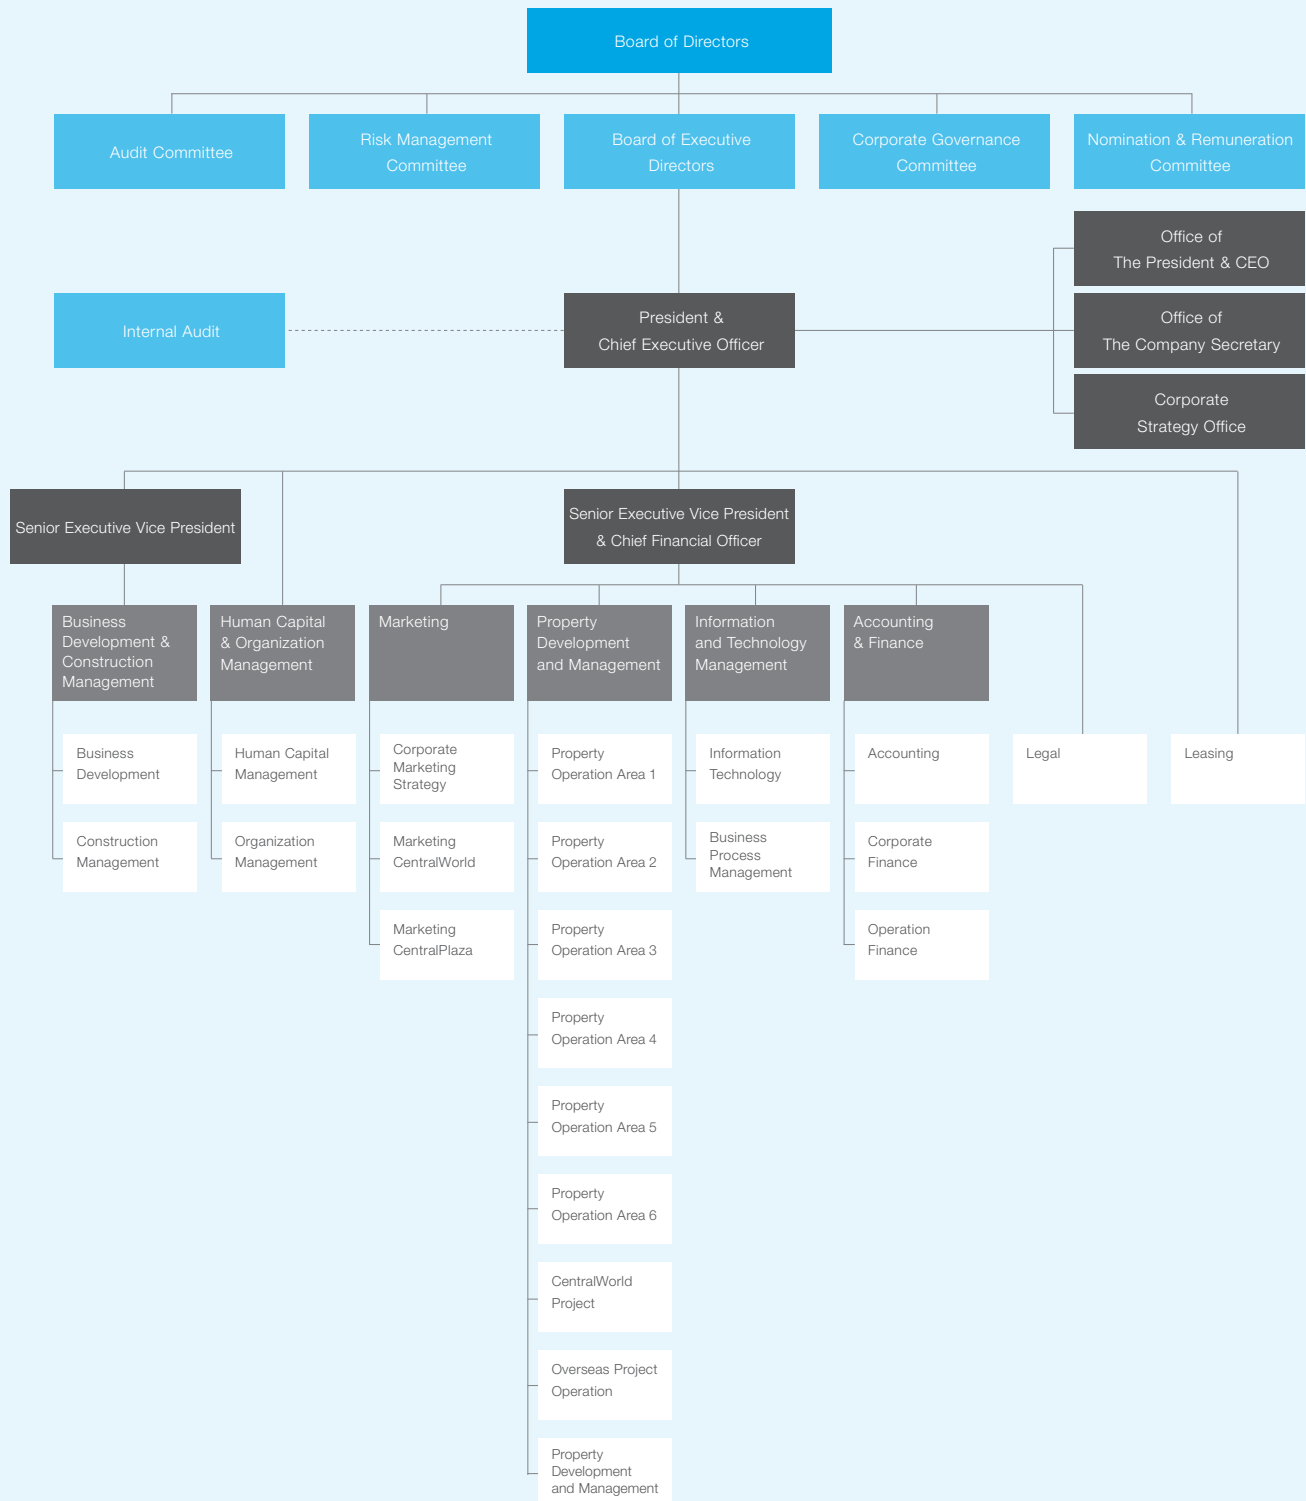 Board of Directors
Audit Committee
Risk Management
Committee
Board of Executive
Directors
Corporate Governance
Committee
Nomination & Remuneration
Committee
Office of
The President & CEO
Internal Audit
President &
Chief Executive Officer
Office of
The Company Secretary
Corporate
Strategy Office
Senior Executive Vice President
Senior Executive Vice President
& Chief Financial Officer
Business
Development &
Construction
Management
Human Capital
& Organization
Management
Marketing
Property
Development
and Management
Information
and Technology
Management
Accounting
& Finance
Business
Development
Human Capital
Management
Corporate
Marketing
Strategy
Property
Operation Area 1
Information
Technology
Accounting
Legal
Leasing
Construction
Management
Organization
Management
Marketing
CentralWorld
Property
Operation Area 2
Business
Process
Management
Corporate
Finance
Marketing
CentralPlaza
Property
Operation Area 3
Operation
Finance
Property
Operation Area 4
Property
Operation Area 5
Property
Operation Area 6
CentralWorld
Project
Overseas Project
Operation
Property
Development
and Management